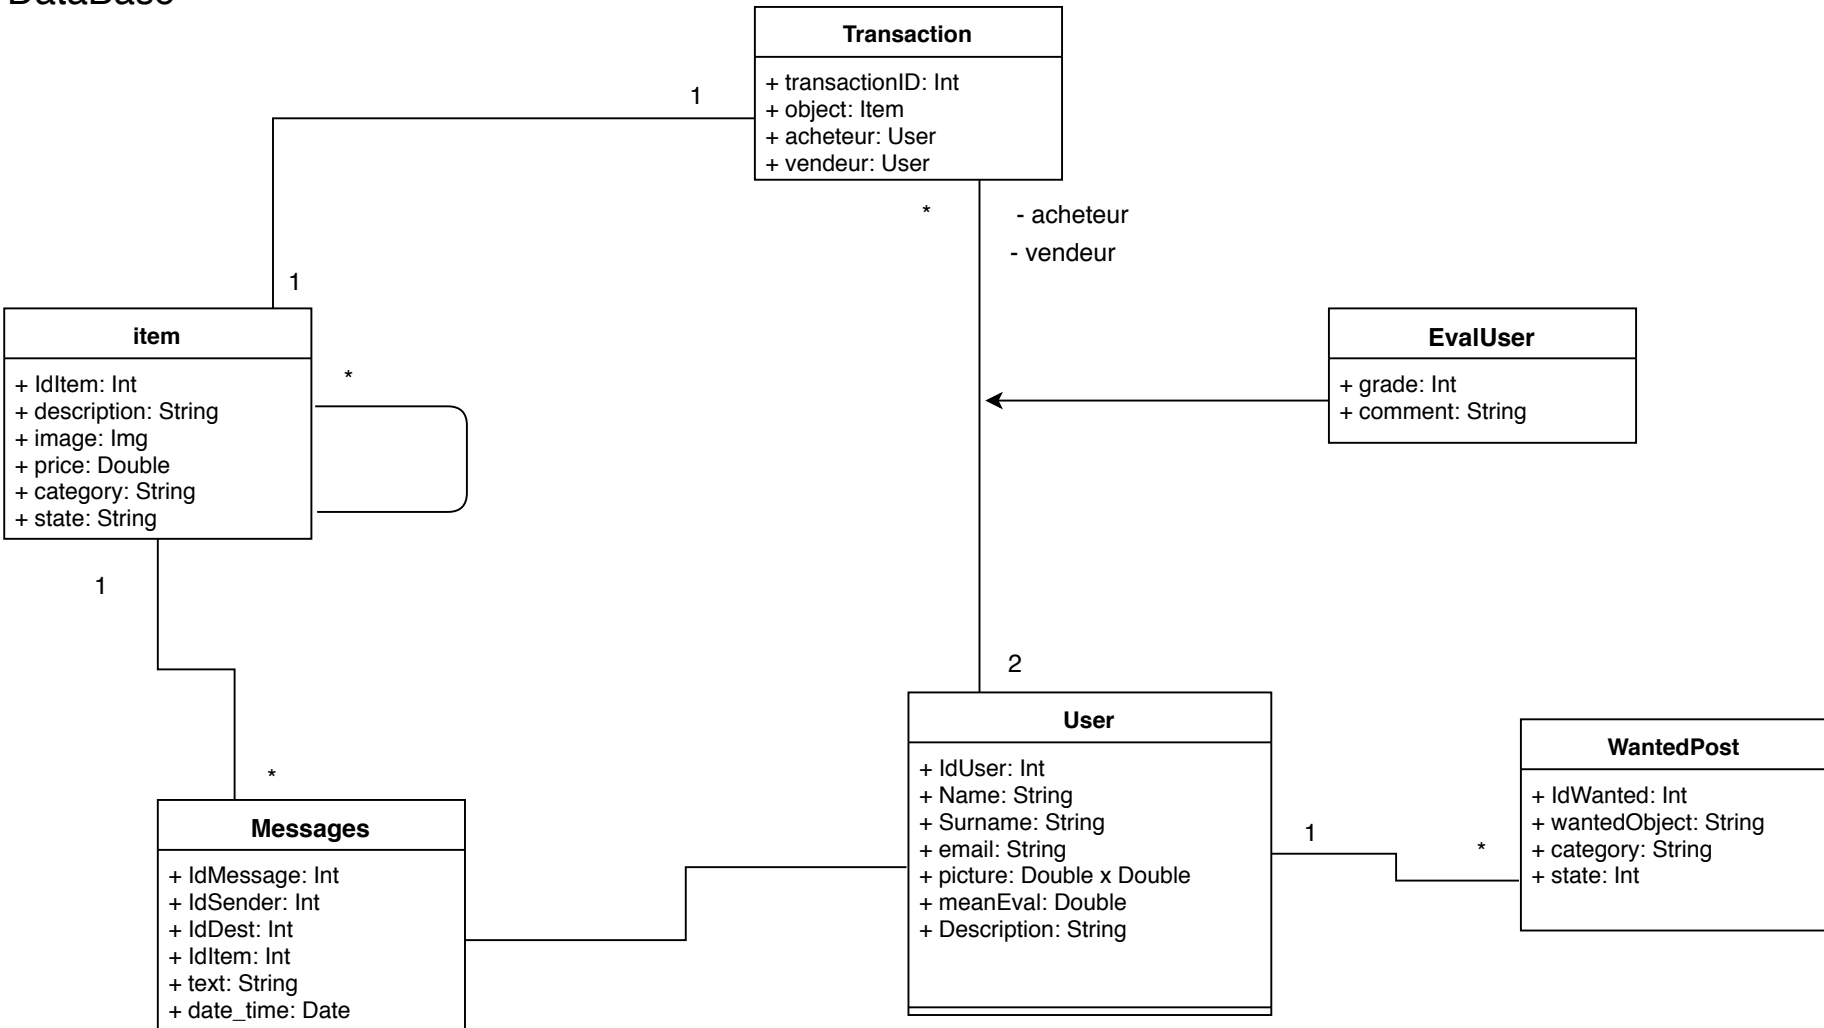 DataBase
Transaction
+ transactionID: Int
+ object: Item
+ acheteur: User
+ vendeur: User
1
1
*
- acheteur
- vendeur
item
+ IdItem: Int
+ description: String
+ image: Img
+ price: Double
+ category: String
+ state: String
*
EvalUser
+ grade: Int
+ comment: String
1
*
2
Messages
+ IdMessage: Int
+ IdSender: Int
+ IdDest: Int
+ IdItem: Int
+ text: String
+ date_time: Date
User
+ IdUser: Int
+ Name: String
+ Surname: String
+ email: String
+ picture: Double x Double
+ meanEval: Double
+ Description: String
1
*
WantedPost
+ IdWanted: Int
+ wantedObject: String
+ category: String
+ state: Int